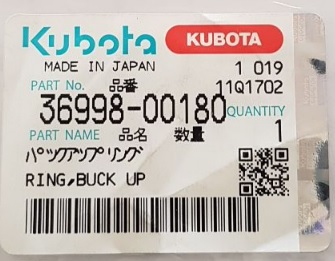 Kubota KUBOTA
MADE IN JAPAN 1 019
PART No. 品番 11Q1702
36998-00180 QUANTITY
PART NAME 品名 数量 1
バックアップリング
RING,BUCK UP